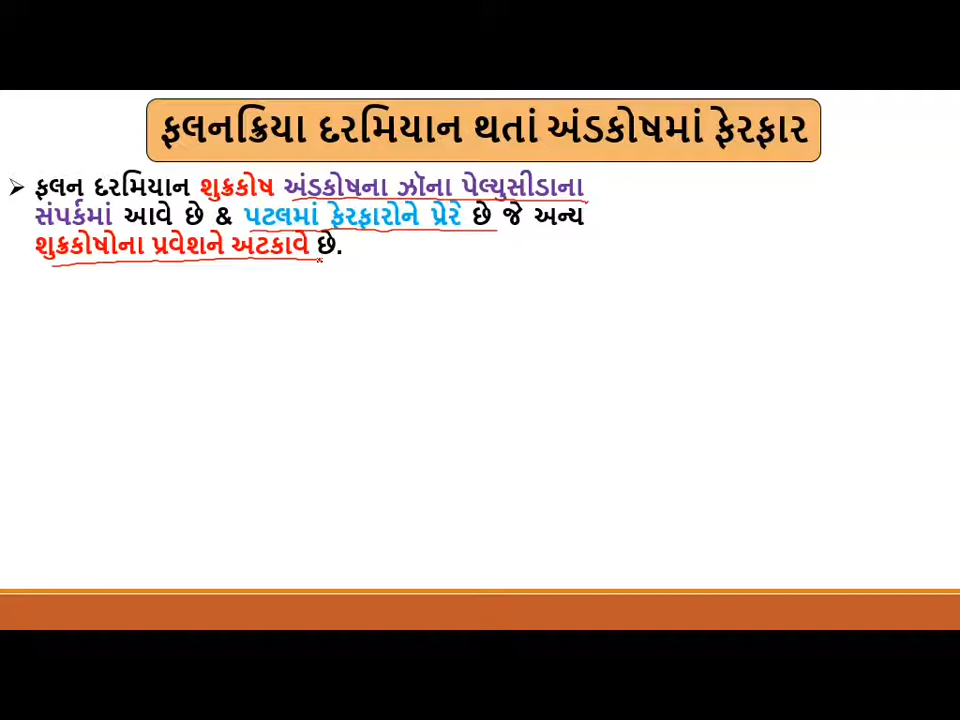 ફલનક્રિયા દરમિયાન થતાં અંડકોષમાં ફેરફાર
➢ ફલન દરમિયાન શુક્રકોષ અંડકોષના ઝૉના પેલ્યુસીડાના
સંપર્કમાં આવે છે & પટલમાં ફેરફારોને પ્રેરે છે જે અન્ય
શુક્રકોષોના પ્રવેશને અટકાવે છે.